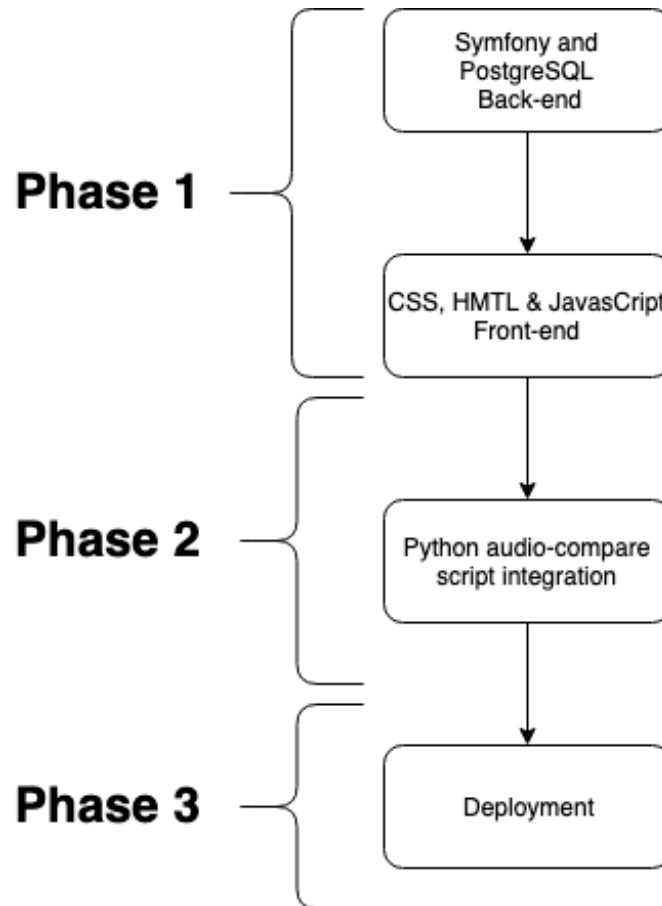 Symfony and
PostgreSQL
Back-end
Phase 1
CSS, HMTL & JavasCript
Front-end
Phase 2
Python audio-compare
script integration
Phase 3
Deployment